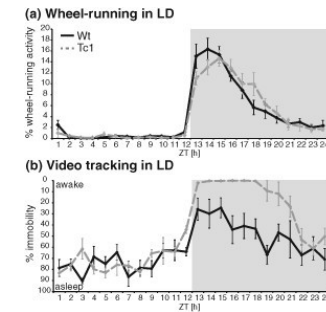 (a) Wheel-running in LD
% wheel-running activity
20
18
16
14
12
10
8
6
4
2
0
Wt
Tc1
1 2 3 4 5 6 7 8 9 10 11 12 13 14 15 16 17 18 19 20 21 22 23 24
ZT [h]
(b) Video tracking in LD
% immobility
0
10
20
30
40
50
60
70
80
90
100
awake
asleep
1 2 3 4 5 6 7 8 9 10 11 12 13 14 15 16 17 18 19 20 21 22 23 24
ZT [h]